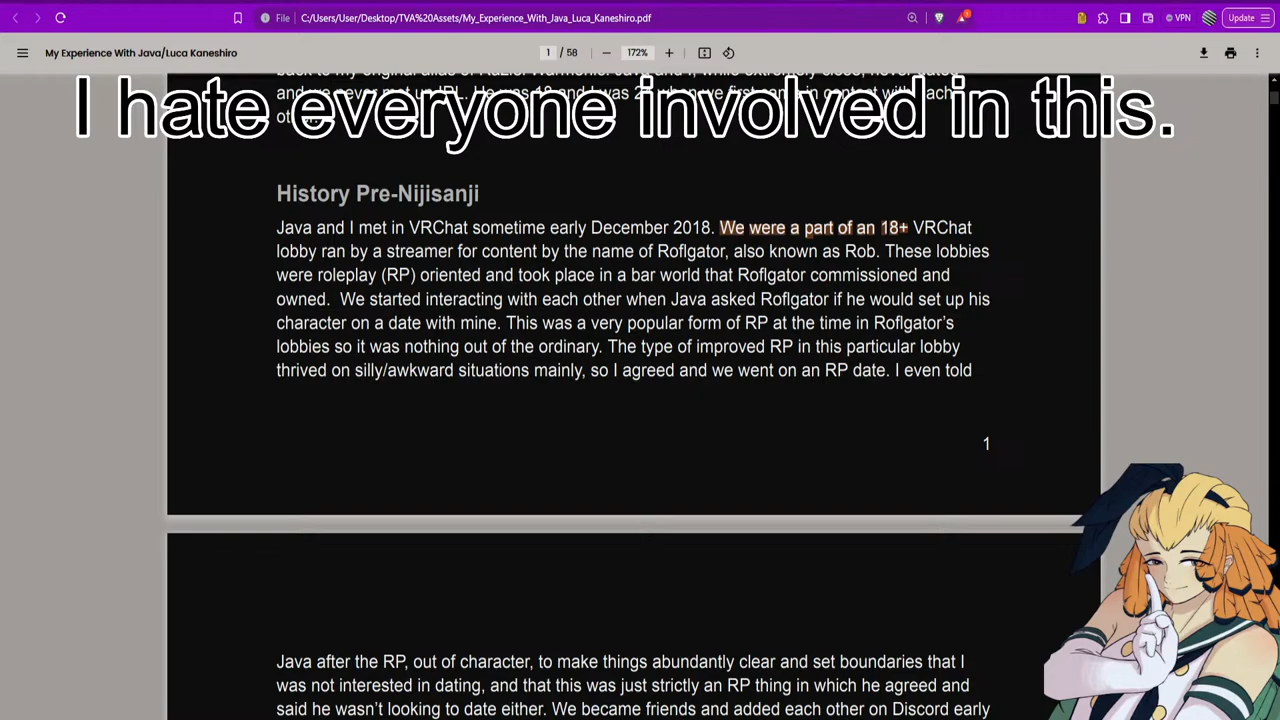 File C:/Users/User/Desktop/TVA%20Assets/My_Experience_With_Java_Luca_Kaneshiro.pdf
VPN
Update
My Experience With Java/Luca Kaneshiro
1 / 58
172%
I hate everyone involved in this.
other.
History Pre-Nijisanji
Java and I met in VRChat sometime early December 2018. We were a part of an 18+ VRChat
lobby ran by a streamer for content by the name of Roflgator, also known as Rob. These lobbies
were roleplay (RP) oriented and took place in a bar world that Roflgator commissioned and
owned. We started interacting with each other when Java asked Roflgator if he would set up his
character on a date with mine. This was a very popular form of RP at the time in Roflgator's
lobbies so it was nothing out of the ordinary. The type of improved RP in this particular lobby
thrived on silly/awkward situations mainly, so I agreed and we went on an RP date. I even told
1
Java after the RP, out of character, to make things abundantly clear and set boundaries that I
was not interested in dating, and that this was just strictly an RP thing in which he agreed and
said he wasn't looking to date either. We became friends and added each other on Discord early